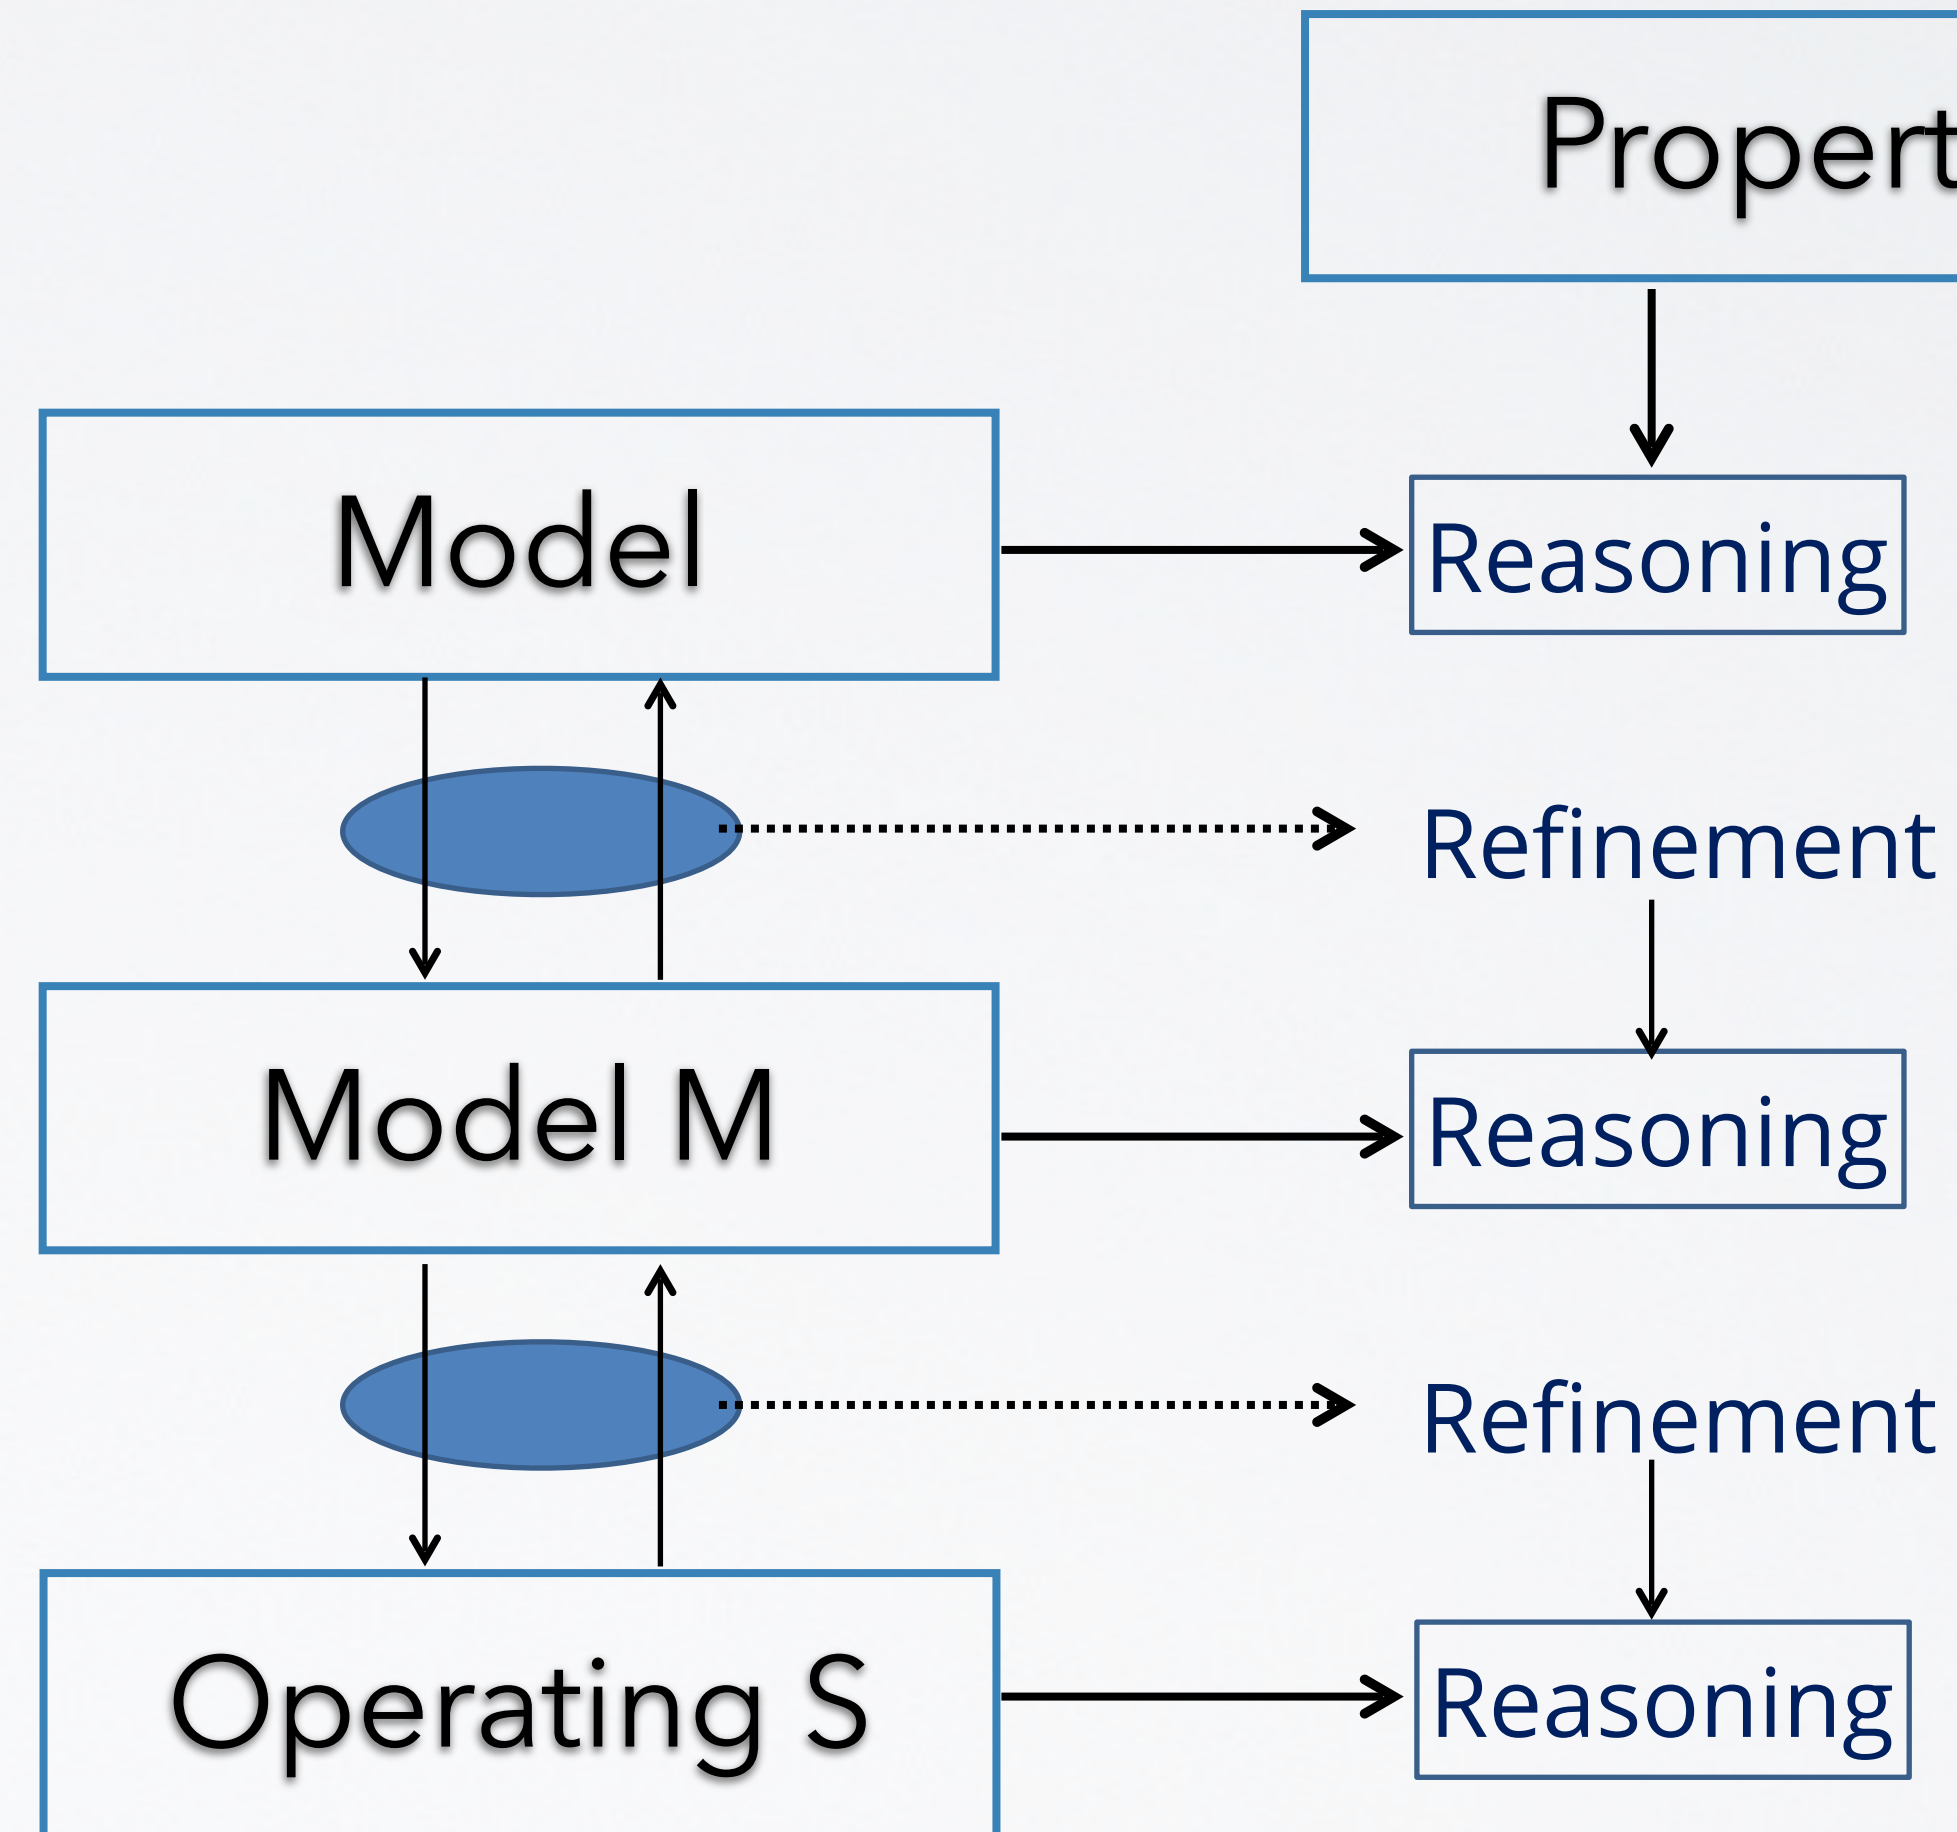 Propert
Model
Reasoning
Refinement
Model M
Reasoning
Refinement
Operating S
Reasoning